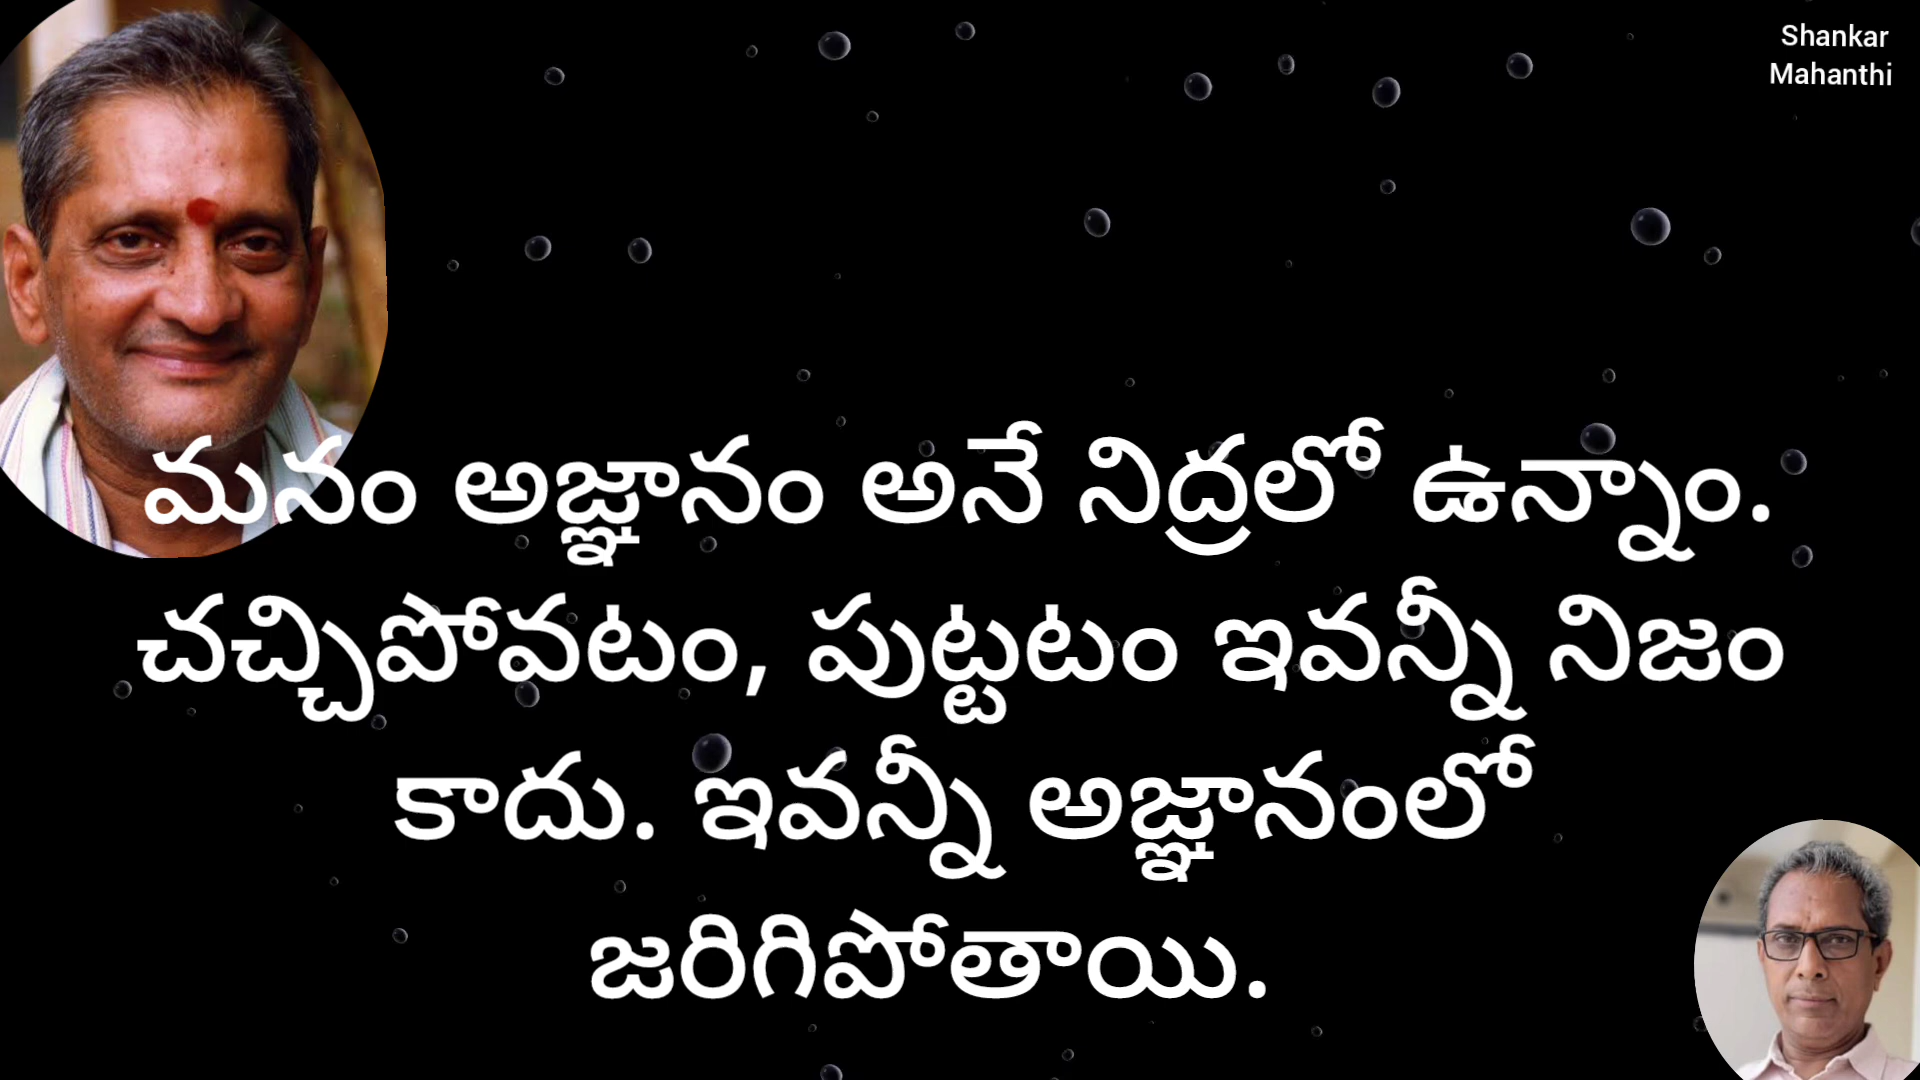 Shankar
Mahanthi
మనం అజ్ఞానం అనే నిద్రలో ఉన్నాం.
చచ్చిపోవటం, పుట్టటం ఇవన్నీ నిజం
కాదు. ఇవన్నీ అజ్ఞానంలో
జరిగిపోతాయి.